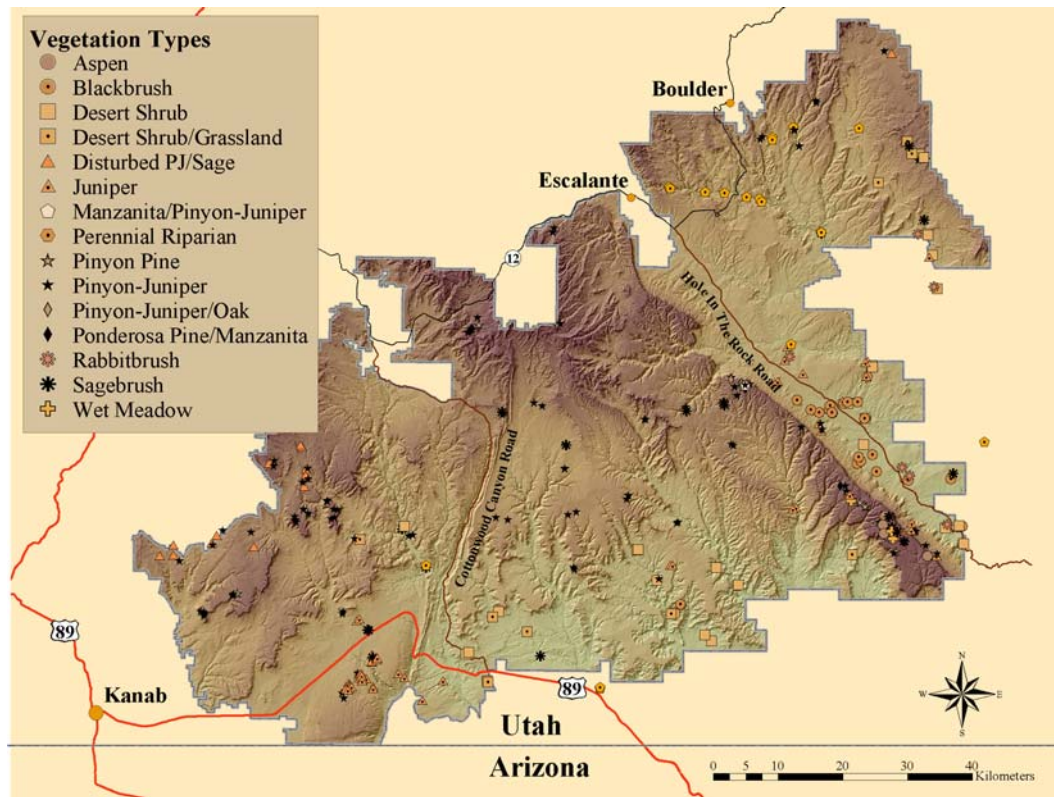 Vegetation Types
Aspen
Blackbrush
Desert Shrub
Desert Shrub/Grassland
Disturbed PJ/Sage
Juniper
Manzanita/Pinyon-Juniper
Perennial Riparian
Pinyon Pine
Pinyon-Juniper
Pinyon-Juniper/Oak
Ponderosa Pine/Manzanita
Rabbitbrush
Sagebrush
Wet Meadow
Boulder
Escalante
12
Hole In The Rock Road
Cottonwood Canyon Road
89
Kanab
89
Utah
Arizona
N
W
E
S
0 5 10 20 30 40
Kilometers